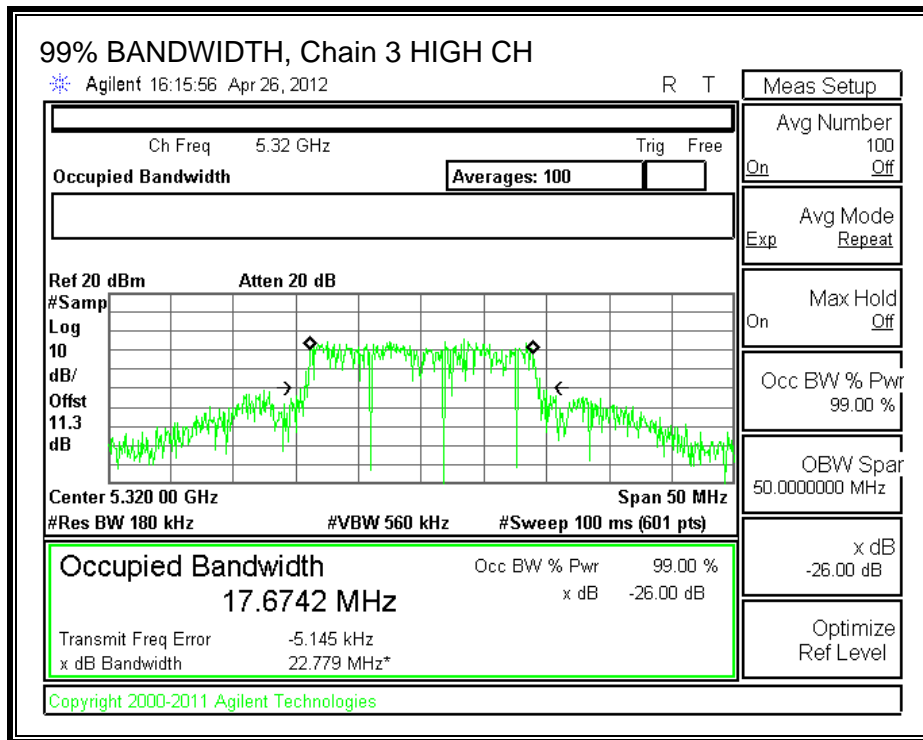 99% BANDWIDTH, Chain 3 HIGH CH
Agilent 16:15:56 Apr 26, 2012 R T
Ch Freq 5.32 GHz Trig Free
Occupied Bandwidth Averages: 100
Ref 20 dBm Atten 20 dB
#Samp
Log
10
dB/
Offst
11.3
dB
Center 5.320 00 GHz Span 50 MHz
#Res BW 180 kHz #VBW 560 kHz #Sweep 100 ms (601 pts)
Occupied Bandwidth Occ BW % Pwr 99.00 %
17.6742 MHz x dB -26.00 dB
Transmit Freq Error -5.145 kHz
x dB Bandwidth 22.779 MHz*
Copyright 2000-2011 Agilent Technologies
Meas Setup
Avg Number
100
On Off
Avg Mode
Exp Repeat
Max Hold
On Off
Occ BW % Pwr
99.00 %
OBW Span
50.0000000 MHz
x dB
-26.00 dB
Optimize
Ref Level